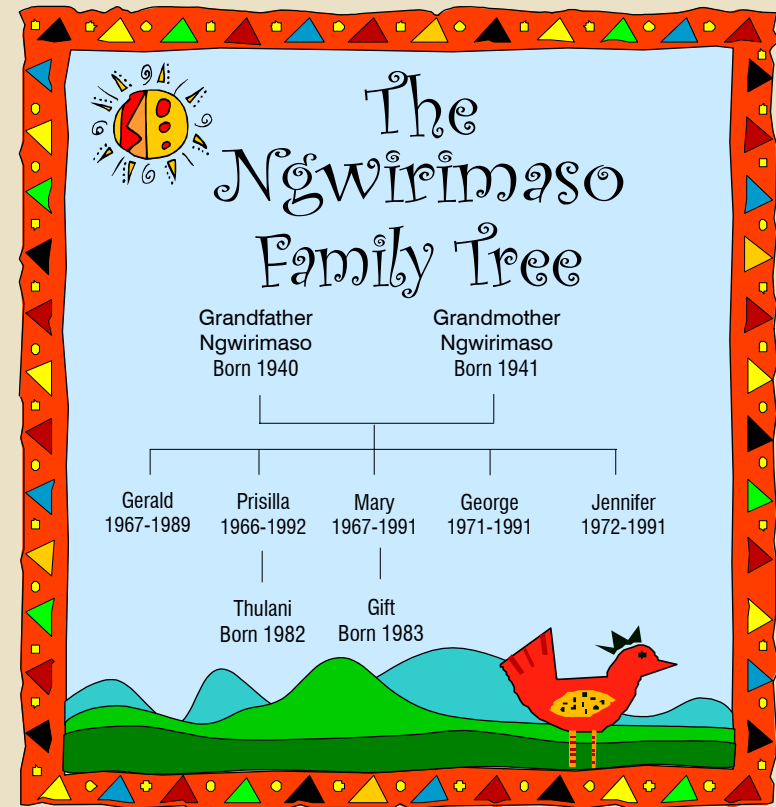 The
Ngwirimaso
Family Tree
Grandfather
Ngwirimaso
Born 1940
Grandmother
Ngwirimaso
Born 1941
Gerald
1967-1989
Prisilla
1966-1992
Mary
1967-1991
George
1971-1991
Jennifer
1972-1991
Thulani
Born 1982
Gift
Born 1983